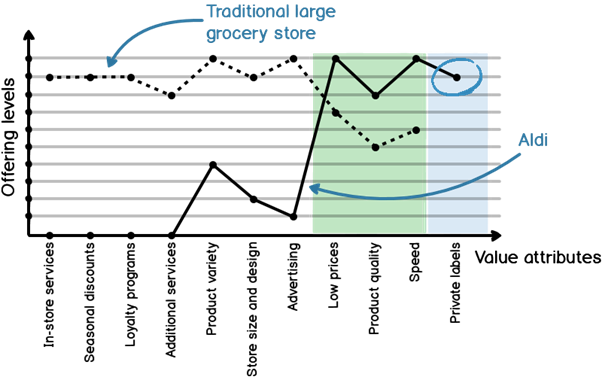 Traditional large
grocery store
Offering levels
Aldi
Value attributes
In-store services
Seasonal discounts
Loyalty programs
Additional services
Product variety
Store size and design
Advertising
Low prices
Product quality
Speed
Private labels